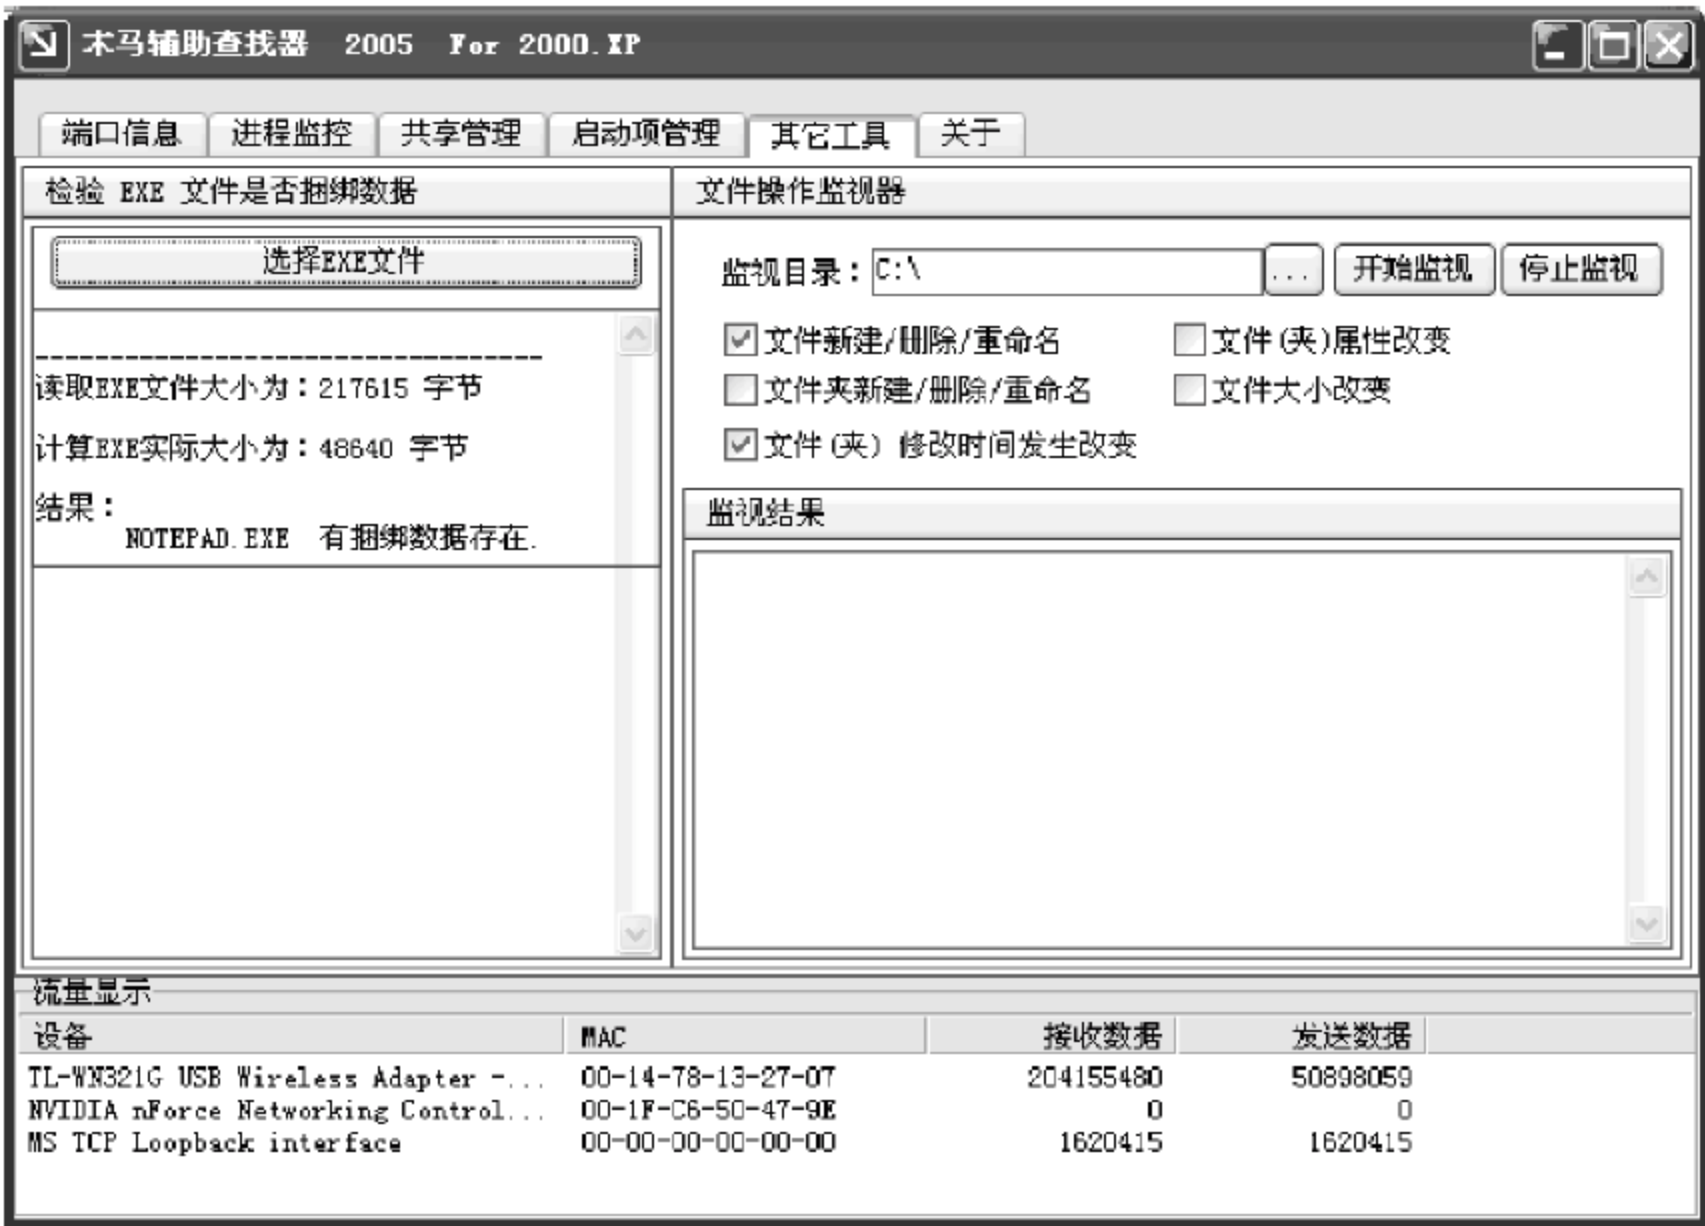 木马辅助查找器 2005 For 2000.XP
端口信息 进程监控 共享管理 启动项管理 其它工具 关于
检验 EXE 文件是否捆绑数据
选择EXE文件
--------------------------------
读取EXE文件大小为：217615 字节
计算EXE实际大小为：48640 字节
结果：
NOTEPAD.EXE 有捆绑数据存在.
文件操作监视器
监视目录：C:\ ... 开始监视 停止监视
文件新建/删除/重命名 文件(夹)属性改变
文件夹新建/删除/重命名 文件大小改变
文件(夹) 修改时间发生改变
监视结果
流量显示
设备 MAC 接收数据 发送数据
TL-WN321G USB Wireless Adapter -... 00-14-78-13-27-07 204155480 50898059
NVIDIA nForce Networking Control... 00-1F-C6-50-47-9E 0 0
MS TCP Loopback interface 00-00-00-00-00-00 1620415 1620415